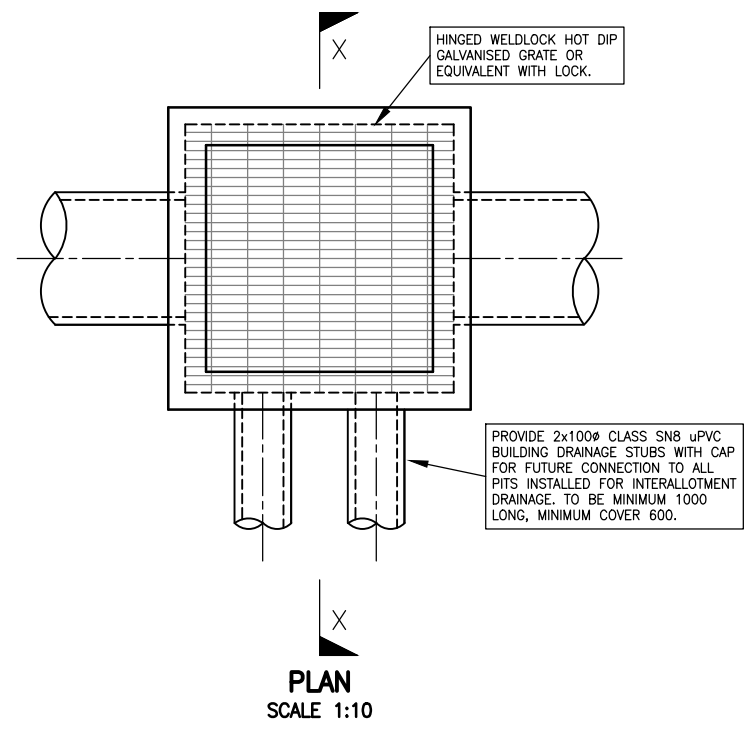 X
HINGED WELDLOCK HOT DIP
GALVANISED GRATE OR
EQUIVALENT WITH LOCK.
PROVIDE 2x100ø CLASS SN8 uPVC
BUILDING DRAINAGE STUBS WITH CAP
FOR FUTURE CONNECTION TO ALL
PITS INSTALLED FOR INTERALLOTMENT
DRAINAGE. TO BE MINIMUM 1000
LONG, MINIMUM COVER 600.
X
PLAN
SCALE 1:10